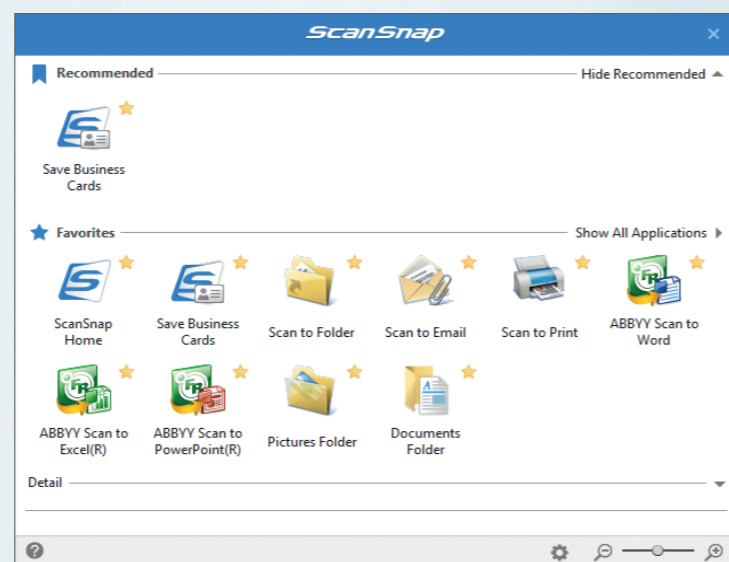 ScanSnap
Recommended
Hide Recommended
Save Business
Cards
Favorites
Show All Applications
ScanSnap
Home
Save Business
Cards
Scan to Folder
Scan to Email
Scan to Print
ABBYY Scan to
Word
ABBYY Scan to
Excel(R)
ABBYY Scan to
PowerPoint(R)
Pictures Folder
Documents
Folder
Detail